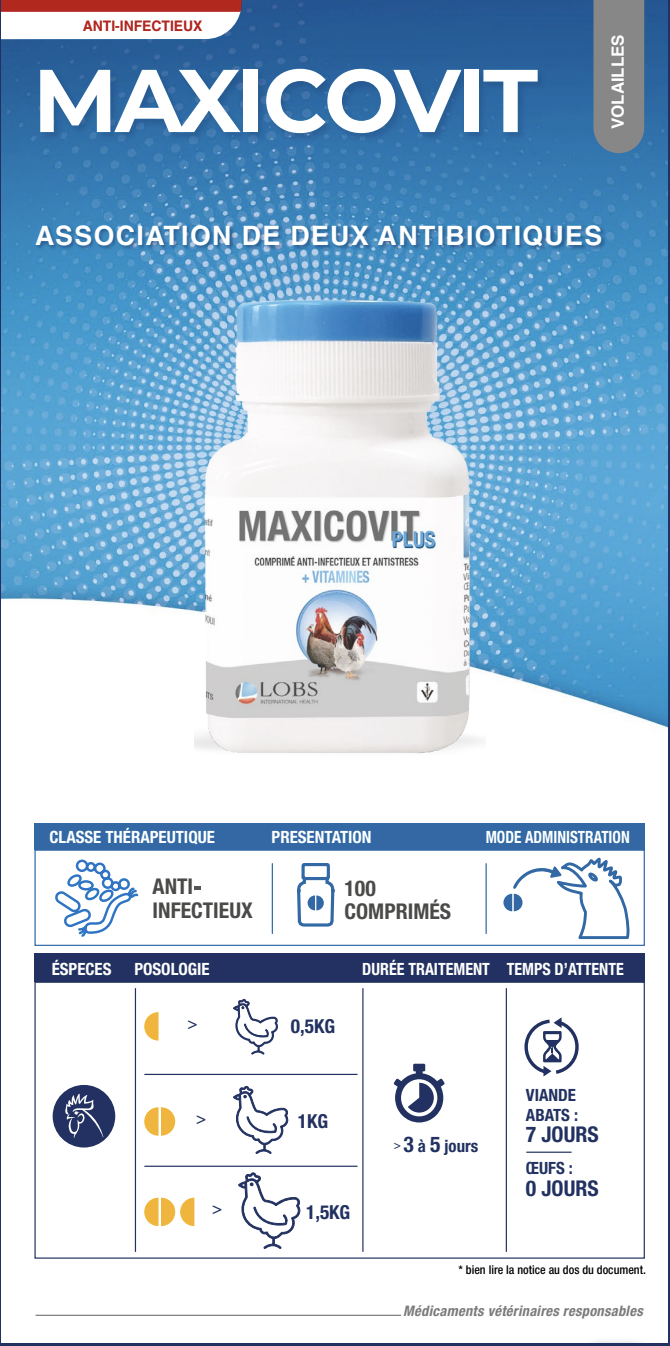 ANTI-INFECTIEUX
VOLAILLES
MAXICOVIT
ASSOCIATION DE DEUX ANTIBIOTIQUES
MAXICOVIT
PLUS
COMPRIMÉ ANTI-INFECTIEUX ET ANTISTRESS
+ VITAMINES
LOBS
INTERNATIONAL HEALTH
CLASSE THÉRAPEUTIQUE PRESENTATION MODE ADMINISTRATION
ANTI-
INFECTIEUX
100
COMPRIMÉS
ÉSPECES POSOLOGIE DURÉE TRAITEMENT TEMPS D'ATTENTE
> 0,5KG
> 1KG
> 1,5KG
> 3 à 5 jours
VIANDE
ABATS :
7 JOURS
ŒUFS :
0 JOURS
* bien lire la notice au dos du document.
Médicaments vétérinaires responsables